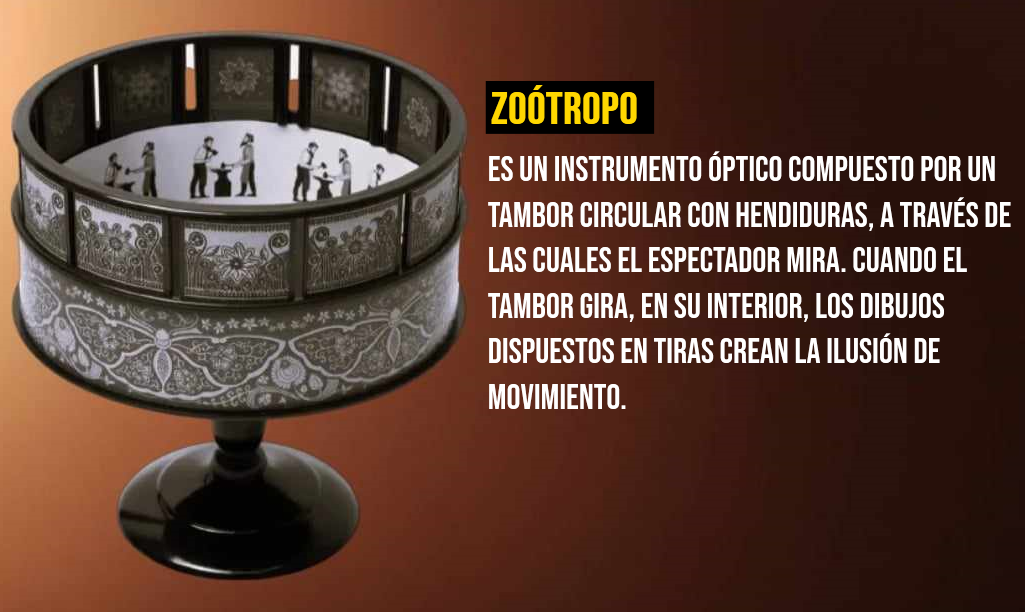 ZOÓTROPO
ES UN INSTRUMENTO ÓPTICO COMPUESTO POR UN
TAMBOR CIRCULAR CON HENDIDURAS, A TRAVÉS DE
LAS CUALES EL ESPECTADOR MIRA. CUANDO EL
TAMBOR GIRA, EN SU INTERIOR, LOS DIBUJOS
DISPUESTOS EN TIRAS CREAN LA ILUSIÓN DE
MOVIMIENTO.